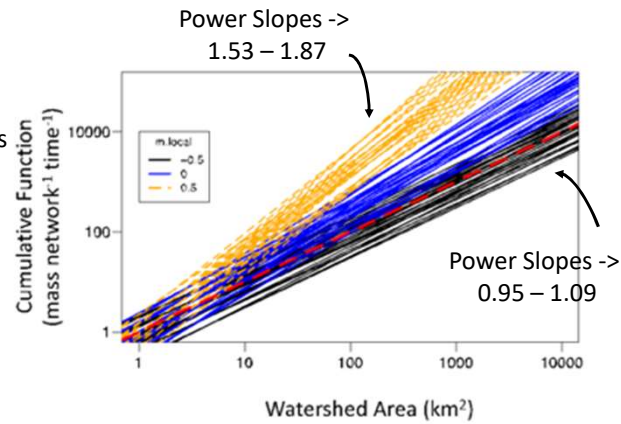 Power Slopes ->
1.53 – 1.87
s
Cumulative Function
(mass network-1 time-1)
10000
100
1
m.local
-0.5
0
0.5
Power Slopes ->
0.95 – 1.09
1
10
100
1000
10000
Watershed Area (km2)